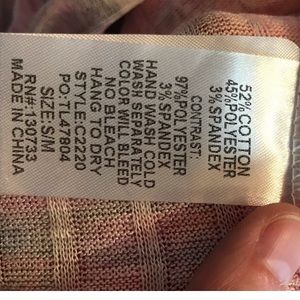 52% COTTON
45%POLYESTER
3% SPANDEX
CONTRAST:
97%POLYESTER
3% SPANDEX
HAND WASH COLD
WASH SEPARATELY
COLOR WILL BLEED
NO BLEACH
HANG TO DRY
STYLE:C2220
PO:TL47804
SIZE:S/M
RN#:130733
MADE IN CHINA